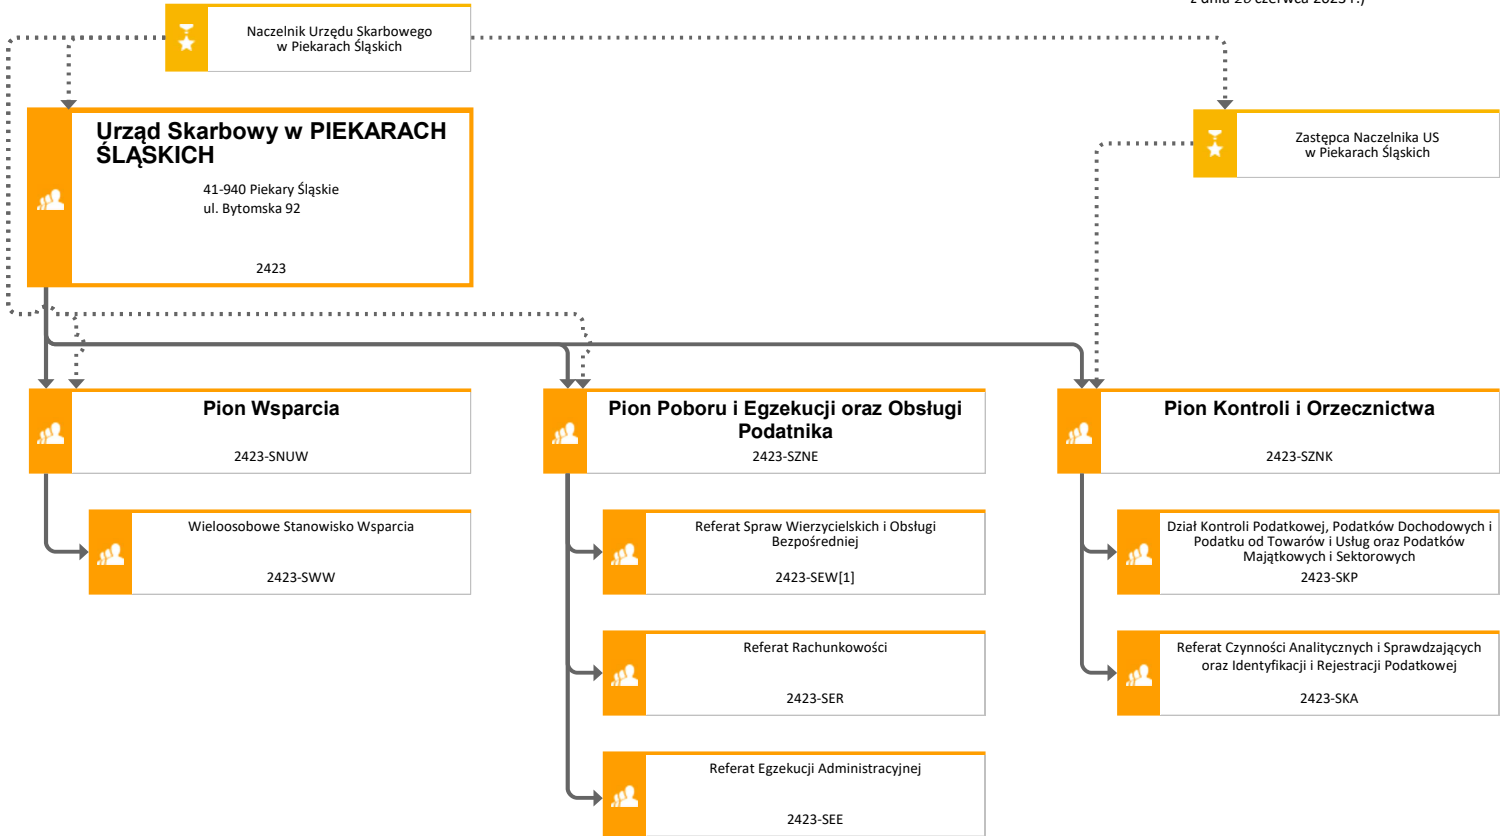 z dnia 20 czerwca 2023 r.)
Naczelnik Urzędu Skarbowego
w Piekarach Śląskich
Urząd Skarbowy w PIEKARACH
ŚLĄSKICH
41-940 Piekary Śląskie
ul. Bytomska 92
2423
Zastępca Naczelnika US
w Piekarach Śląskich
Pion Wsparcia
2423-SNUW
Wieloosobowe Stanowisko Wsparcia
2423-SWW
Pion Poboru i Egzekucji oraz Obsługi
Podatnika
2423-SZNE
Referat Spraw Wierzycielskich i Obsługi
Bezpośredniej
2423-SEW[1]
Referat Rachunkowości
2423-SER
Referat Egzekucji Administracyjnej
2423-SEE
Pion Kontroli i Orzecznictwa
2423-SZNK
Dział Kontroli Podatkowej, Podatków Dochodowych i
Podatku od Towarów i Usług oraz Podatków
Majątkowych i Sektorowych
2423-SKP
Referat Czynności Analitycznych i Sprawdzających
oraz Identyfikacji i Rejestracji Podatkowej
2423-SKA